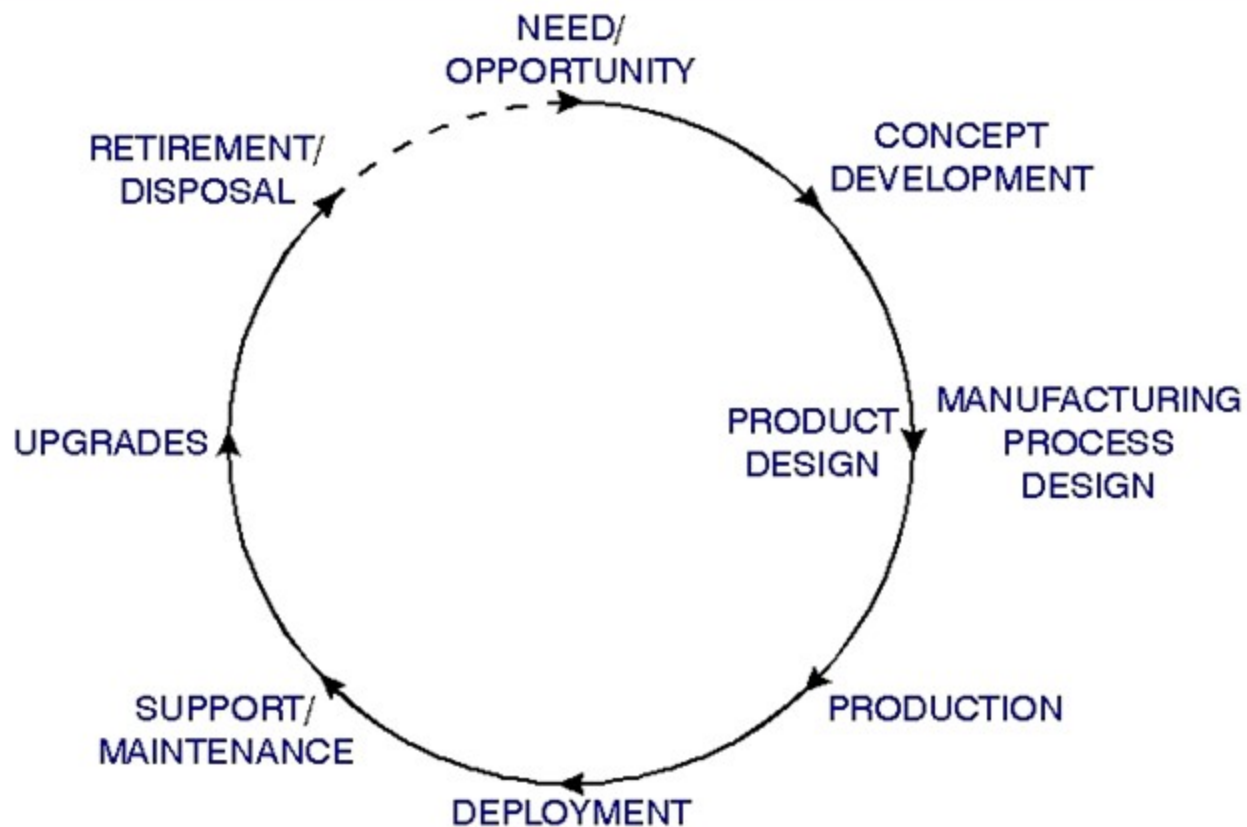 NEED/
OPPORTUNITY
CONCEPT
DEVELOPMENT
PRODUCT
DESIGN
MANUFACTURING
PROCESS
DESIGN
PRODUCTION
DEPLOYMENT
SUPPORT/
MAINTENANCE
UPGRADES
RETIREMENT/
DISPOSAL